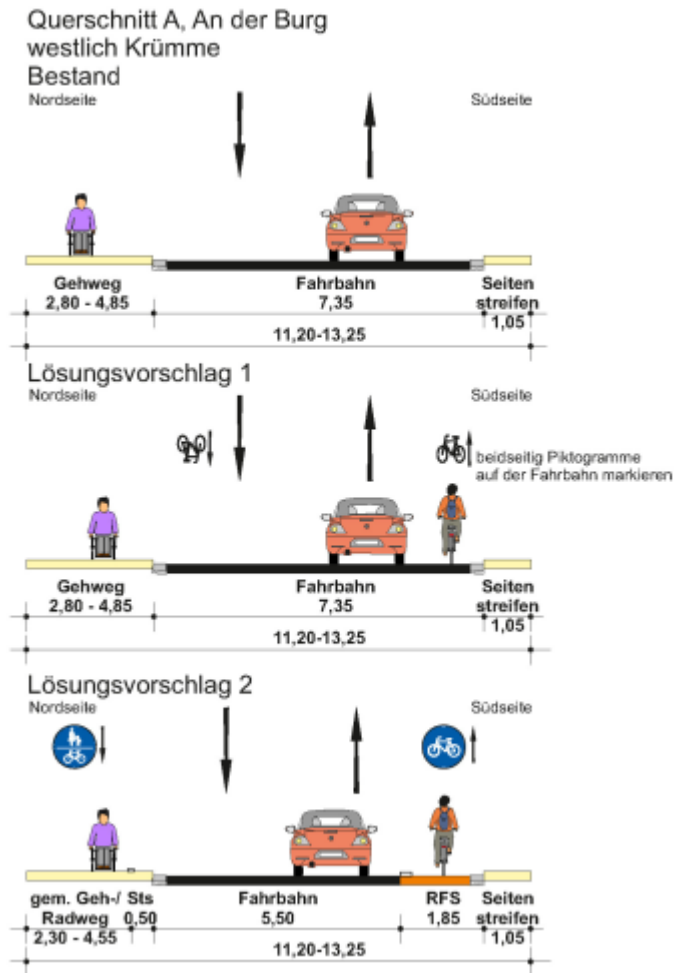 Querschnitt A, An der Burg
westlich Krümme
Bestand
Nordseite Südseite
Gehweg Fahrbahn Seiten
2,80 - 4,85 7,35 streifen
1,05
11,20-13,25
Lösungsvorschlag 1
Nordseite Südseite
beidseitig Piktogramme
auf der Fahrbahn markieren
Gehweg Fahrbahn Seiten
2,80 - 4,85 7,35 streifen
1,05
11,20-13,25
Lösungsvorschlag 2
Nordseite Südseite
gem. Geh-/ Sts Fahrbahn RFS Seiten
Radweg 0,50 5,50 1,85 streifen
2,30 - 4,55 1,05
11,20-13,25